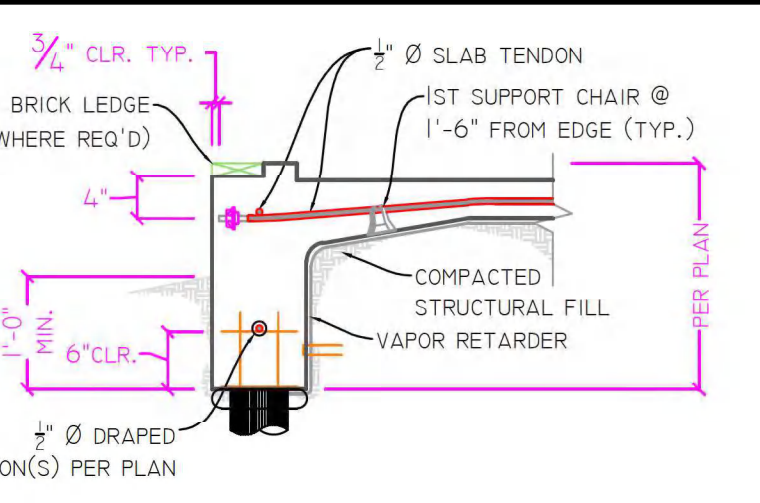 3/4" CLR. TYP.
1/2" Ø SLAB TENDON
BRICK LEDGE
WHERE REQ'D)
1ST SUPPORT CHAIR @
1'-6" FROM EDGE (TYP.)
4"
COMPACTED
STRUCTURAL FILL
VAPOR RETARDER
PER PLAN
1'-0"
MIN.
6"CLR.
1/2" Ø DRAPED
ON(S) PER PLAN